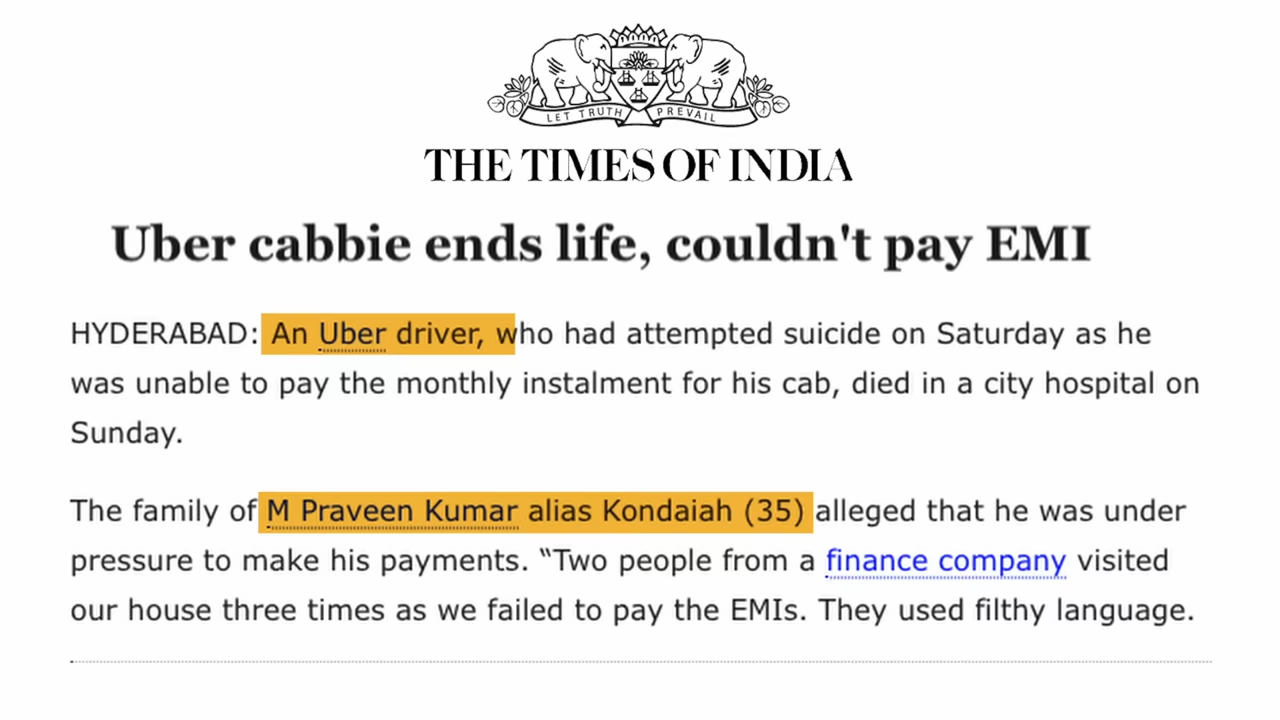 LET TRUTH PREVAIL
THE TIMES OF INDIA
Uber cabbie ends life, couldn't pay EMI
HYDERABAD: An Uber driver, who had attempted suicide on Saturday as he
was unable to pay the monthly instalment for his cab, died in a city hospital on
Sunday.
The family of M Praveen Kumar alias Kondaiah (35) alleged that he was under
pressure to make his payments. “Two people from a finance company visited
our house three times as we failed to pay the EMIs. They used filthy language.